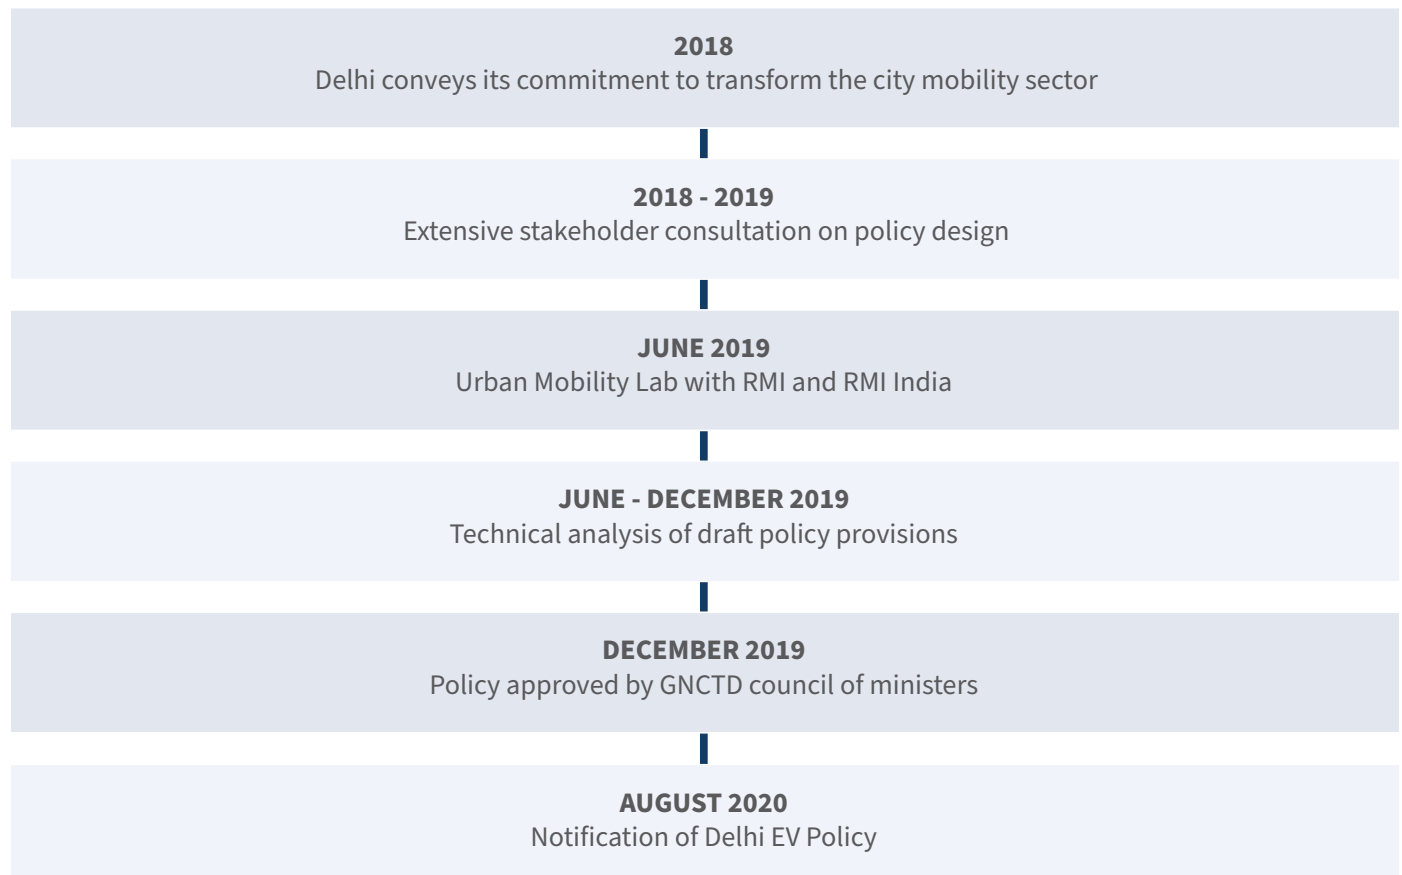 2018
Delhi conveys its commitment to transform the city mobility sector
2018 - 2019
Extensive stakeholder consultation on policy design
JUNE 2019
Urban Mobility Lab with RMI and RMI India
JUNE - DECEMBER 2019
Technical analysis of draft policy provisions
DECEMBER 2019
Policy approved by GNCTD council of ministers
AUGUST 2020
Notification of Delhi EV Policy